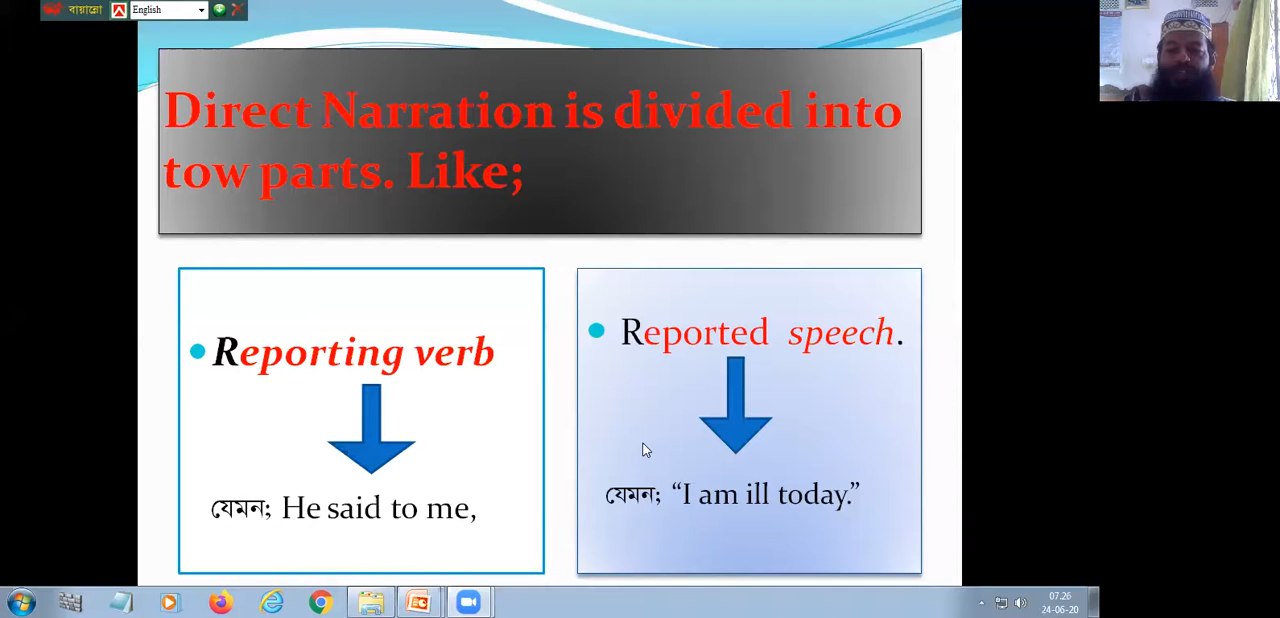 বায়ান্নো
English
Direct Narration is divided into
tow parts. Like;
Reporting verb
যেমন; He said to me,
Reported speech.
যেমন; “I am ill today.”
07.26
24-06-20